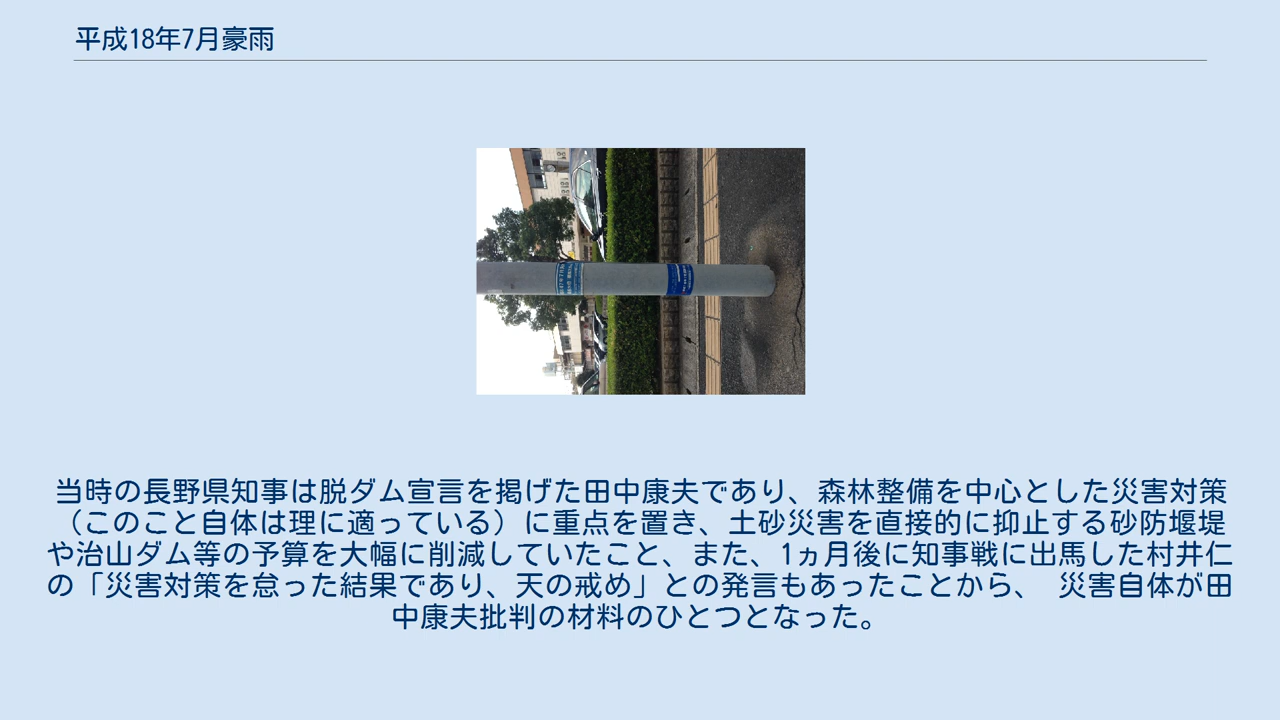 平成18年7月豪雨
当時の長野県知事は脱ダム宣言を掲げた田中康夫であり、森林整備を中心とした災害対策
（このこと自体は理に適っている）に重点を置き、土砂災害を直接的に抑止する砂防堰堤
や治山ダム等の予算を大幅に削減していたこと、また、1ヵ月後に知事戦に出馬した村井仁
の「災害対策を怠った結果であり、天の戒め」との発言もあったことから、 災害自体が田
中康夫批判の材料のひとつとなった。